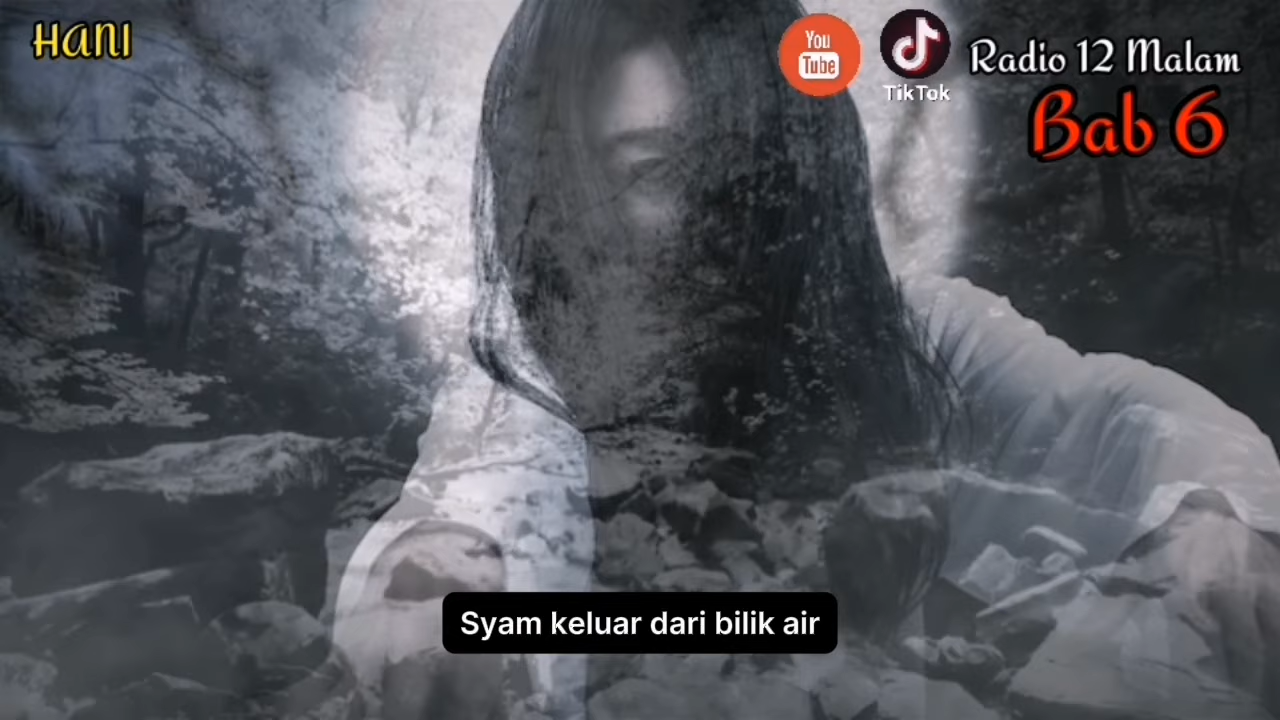 HANI
You
Tube
TikTok
Radio 12 Malam
Bab 6
Syam keluar dari bilik air